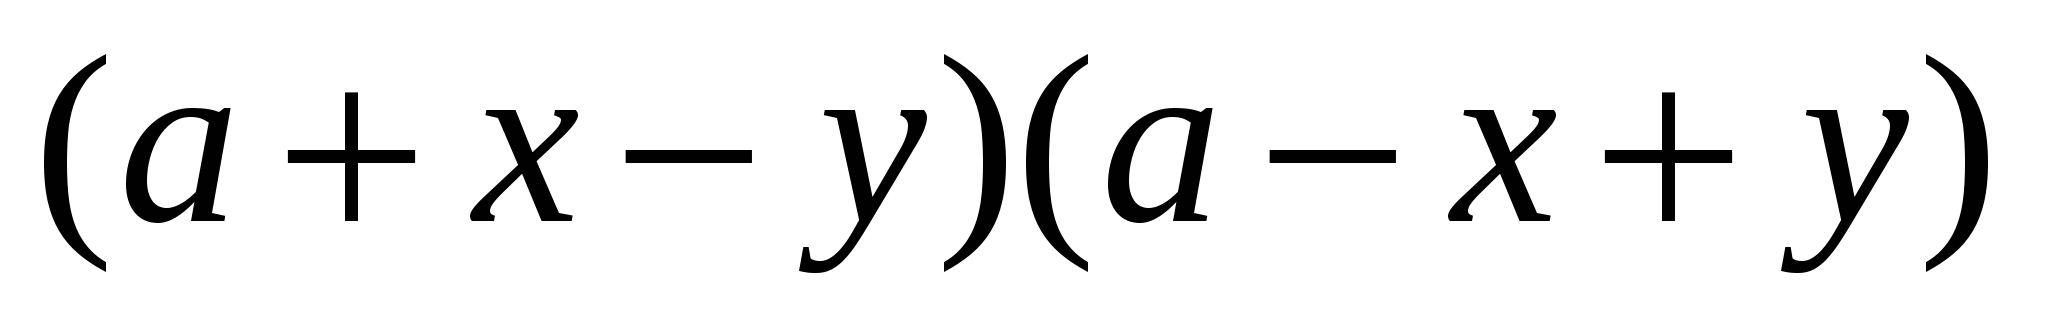 (a + x − y)(a − x + y)